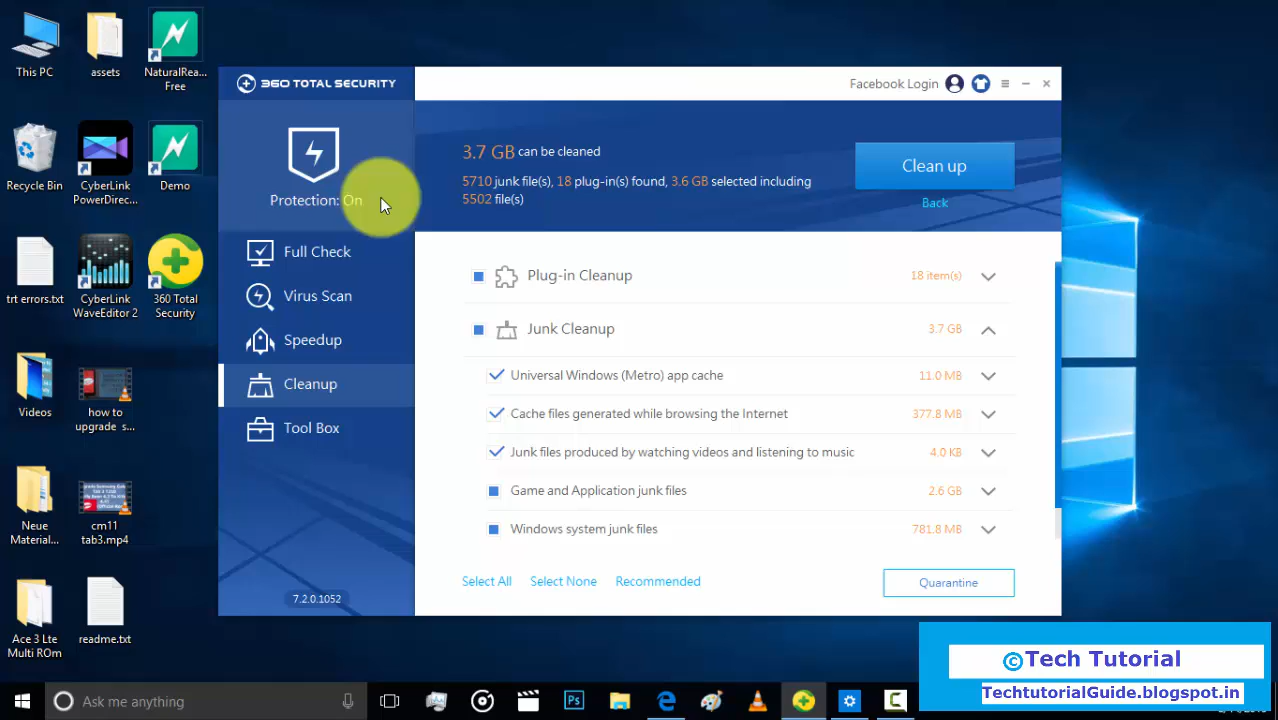 This PC
assets
NaturalRea...
Free
Recycle Bin
CyberLink
PowerDirec...
Demo
trt errors.txt
CyberLink
WaveEditor 2
360 Total
Security
Videos
how to
upgrade s...
Neue
Material...
cm11
tab3.mp4
Ace 3 Lte
Multi ROm
readme.txt
360 TOTAL SECURITY
Facebook Login
Protection: On
Full Check
Virus Scan
Speedup
Cleanup
Tool Box
7.2.0.1052
3.7 GB can be cleaned
5710 junk file(s), 18 plug-in(s) found, 3.6 GB selected including
5502 file(s)
Clean up
Back
Plug-in Cleanup 18 item(s)
Junk Cleanup 3.7 GB
Universal Windows (Metro) app cache 11.0 MB
Cache files generated while browsing the Internet 377.8 MB
Junk files produced by watching videos and listening to music 4.0 KB
Game and Application junk files 2.6 GB
Windows system junk files 781.8 MB
Select All Select None Recommended
Quarantine
©Tech Tutorial
TechtutorialGuide.blogspot.in
Ask me anything
Ps